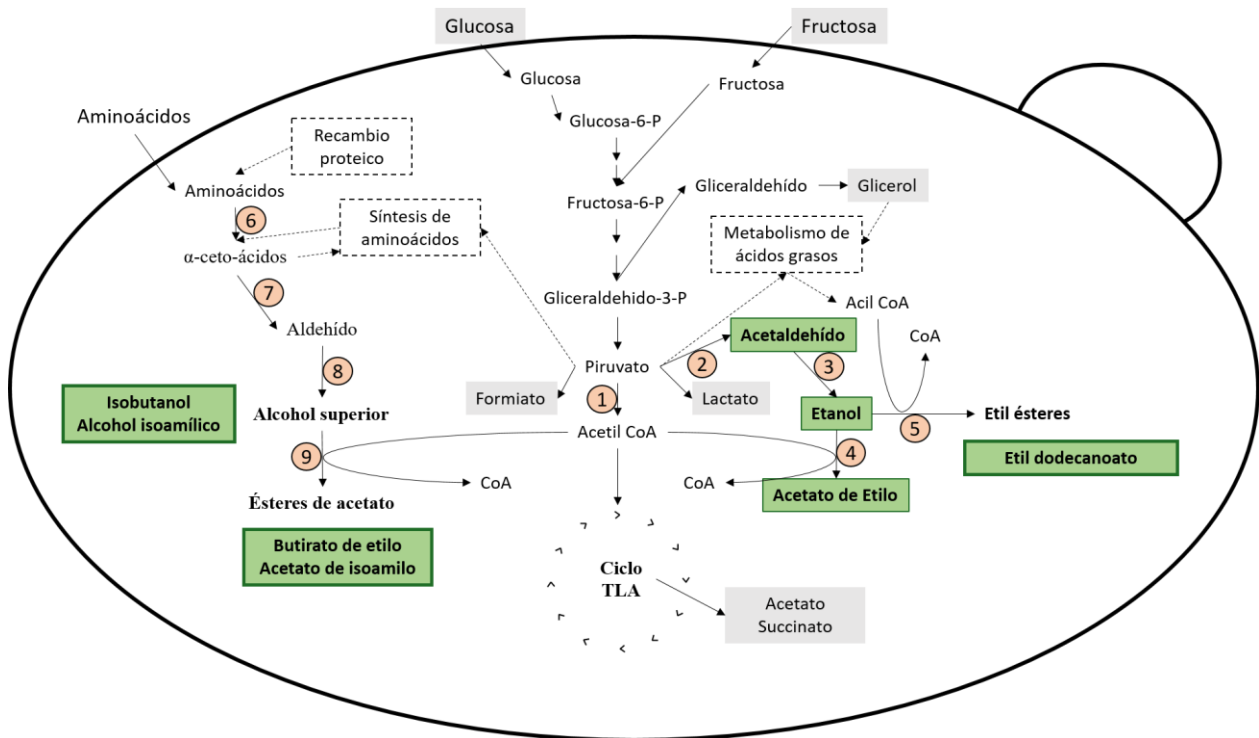 Glucosa
Fructosa
Glucosa
Fructosa
Aminoácidos
Glucosa-6-P
Recambio
proteico
Aminoácidos
Gliceraldehído
Glicerol
Fructosa-6-P
6
Síntesis de
aminoácidos
Metabolismo de
ácidos grasos
α-ceto-ácidos
7
Gliceraldehido-3-P
Acil CoA
Aldehído
Acetaldehído
CoA
8
Piruvato
2
3
Isobutanol
Alcohol isoamílico
Alcohol superior
Formiato
1
Lactato
Etanol
Etil ésteres
5
Acetil CoA
9
4
Etil dodecanoato
CoA
CoA
Ésteres de acetato
Acetato de Etilo
Butirato de etilo
Acetato de isoamilo
Ciclo
TLA
Acetato
Succinato